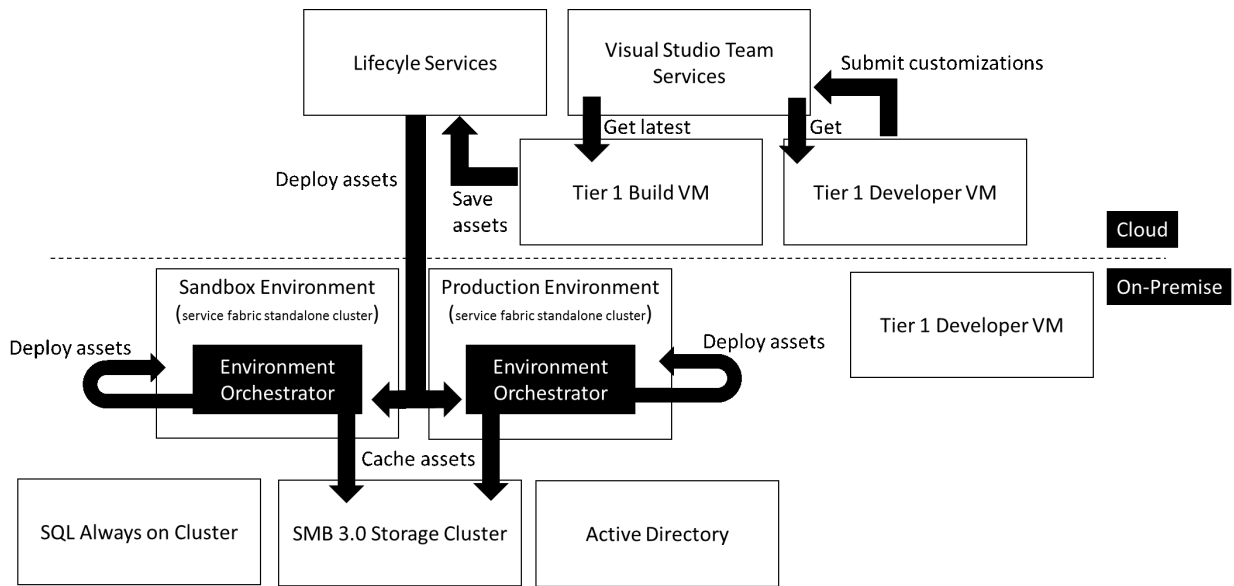 Lifecyle Services
Visual Studio Team
Services
Submit customizations
Get latest
Get
Deploy assets
Save
assets
Tier 1 Build VM
Tier 1 Developer VM
Cloud
On-Premise
Sandbox Environment
(service fabric standalone cluster)
Production Environment
(service fabric standalone cluster)
Tier 1 Developer VM
Deploy assets
Environment
Orchestrator
Environment
Orchestrator
Deploy assets
Cache assets
SQL Always on Cluster
SMB 3.0 Storage Cluster
Active Directory